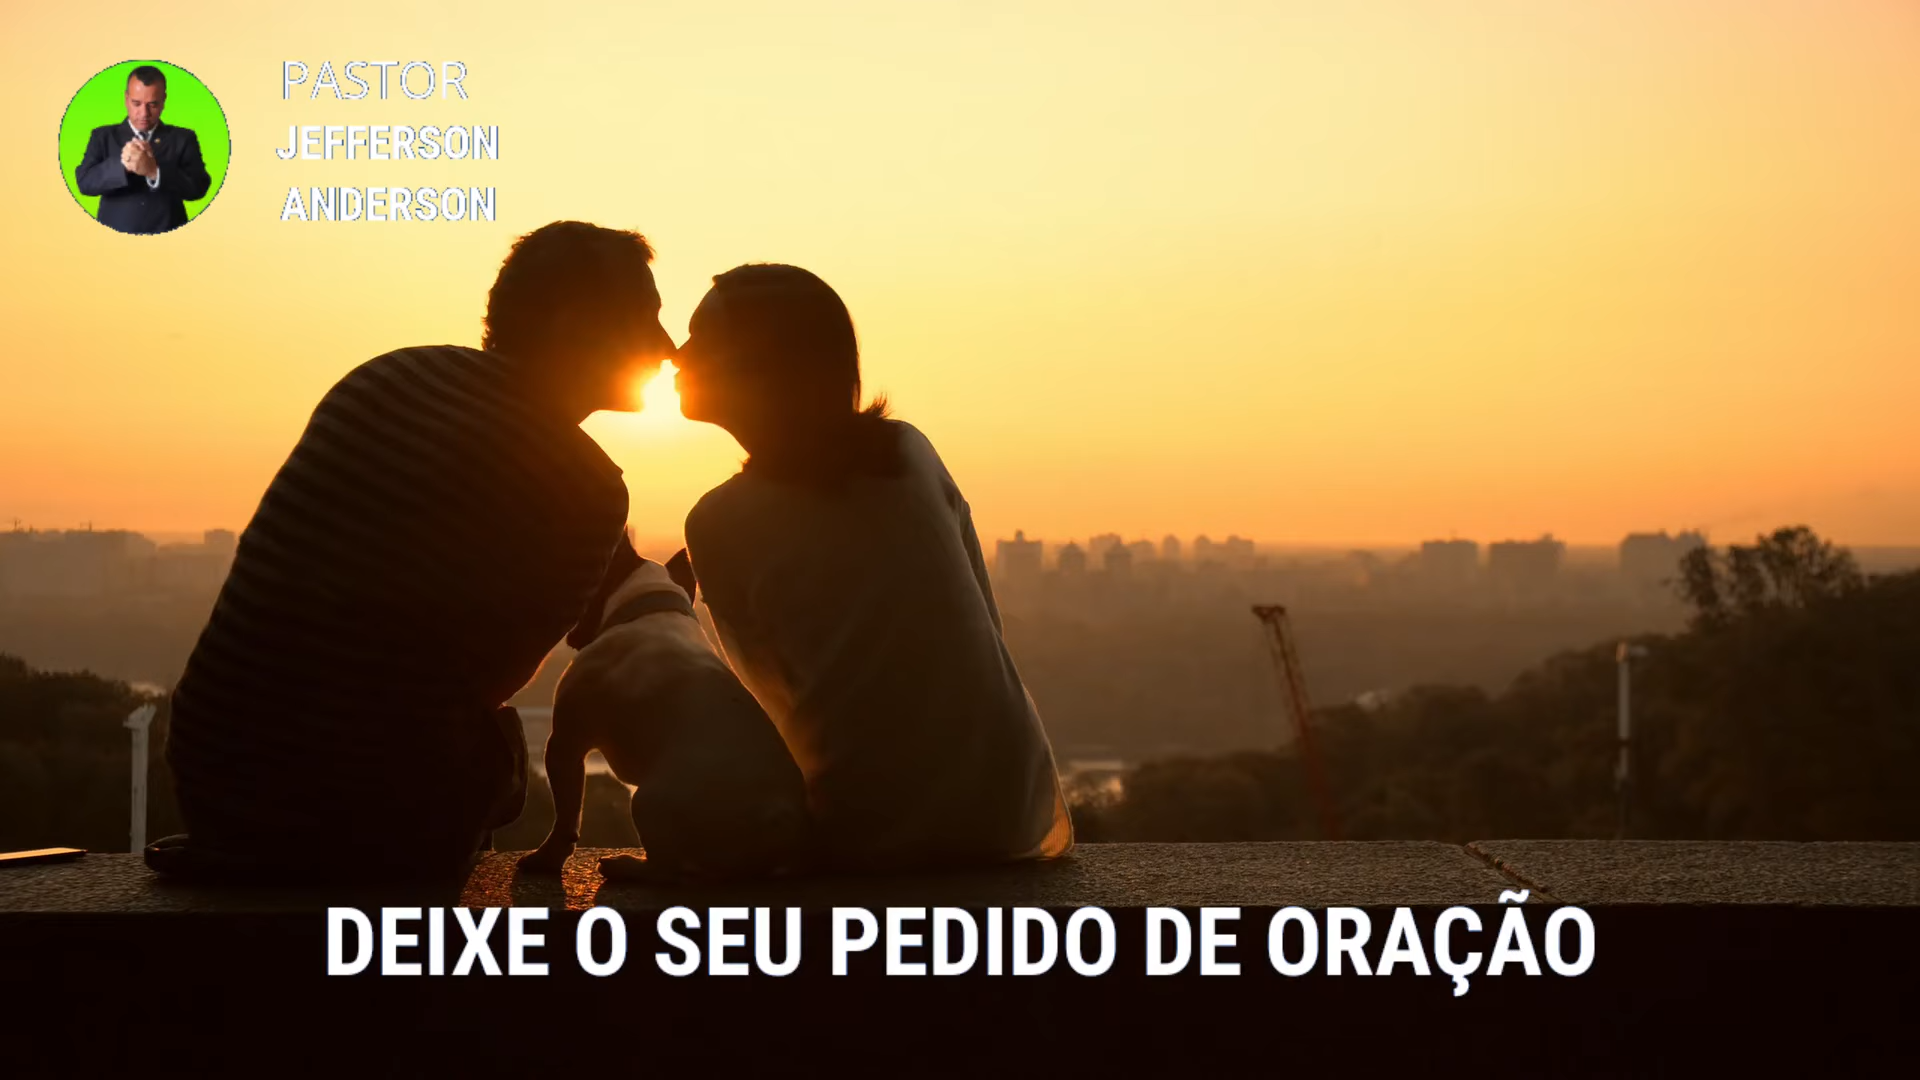 PASTOR
JEFFERSON
ANDERSON
DEIXE O SEU PEDIDO DE ORAÇÃO